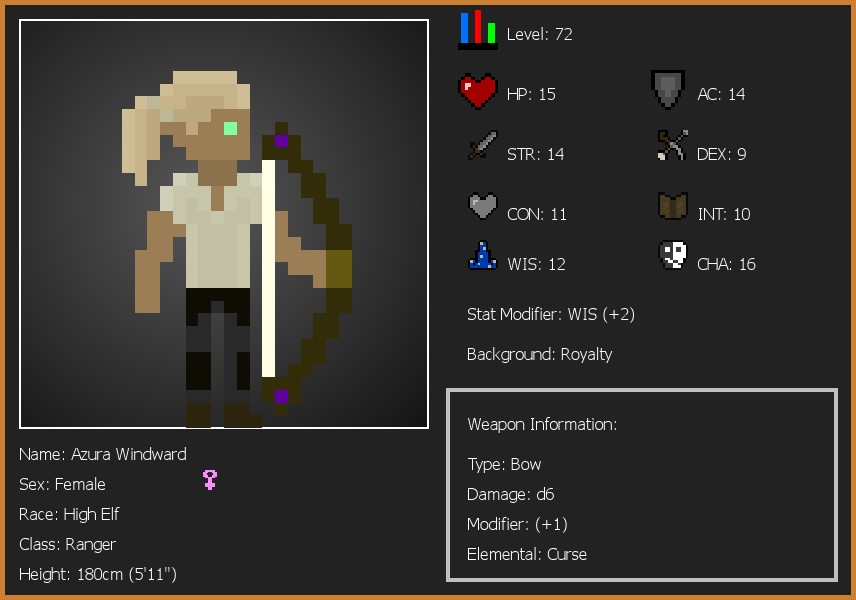 Level: 72
HP: 15
AC: 14
STR: 14
DEX: 9
CON: 11
INT: 10
WIS: 12
CHA: 16
Stat Modifier: WIS (+2)
Background: Royalty
Weapon Information:
Type: Bow
Damage: d6
Modifier: (+1)
Elemental: Curse
Name: Azura Windward
Sex: Female
Race: High Elf
Class: Ranger
Height: 180cm (5'11")